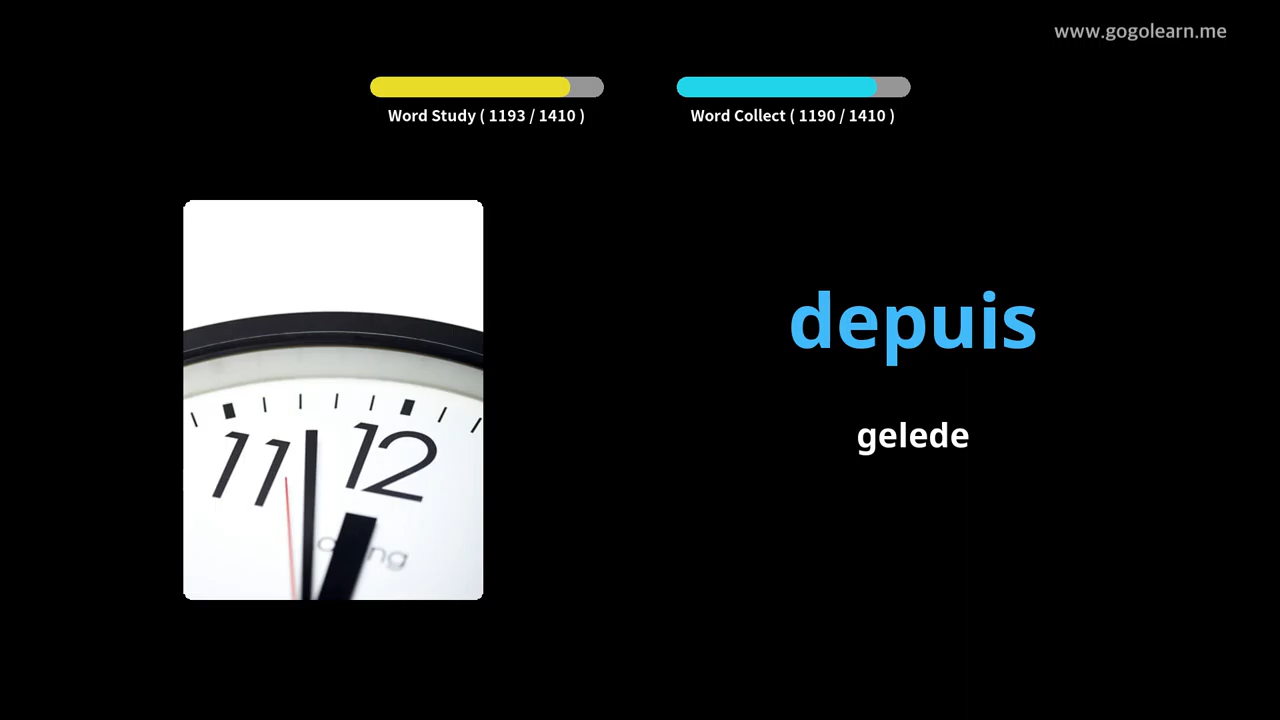 www.gogolearn.me
Word Study ( 1193 / 1410 )
Word Collect ( 1190 / 1410 )
depuis
gelede
11
12